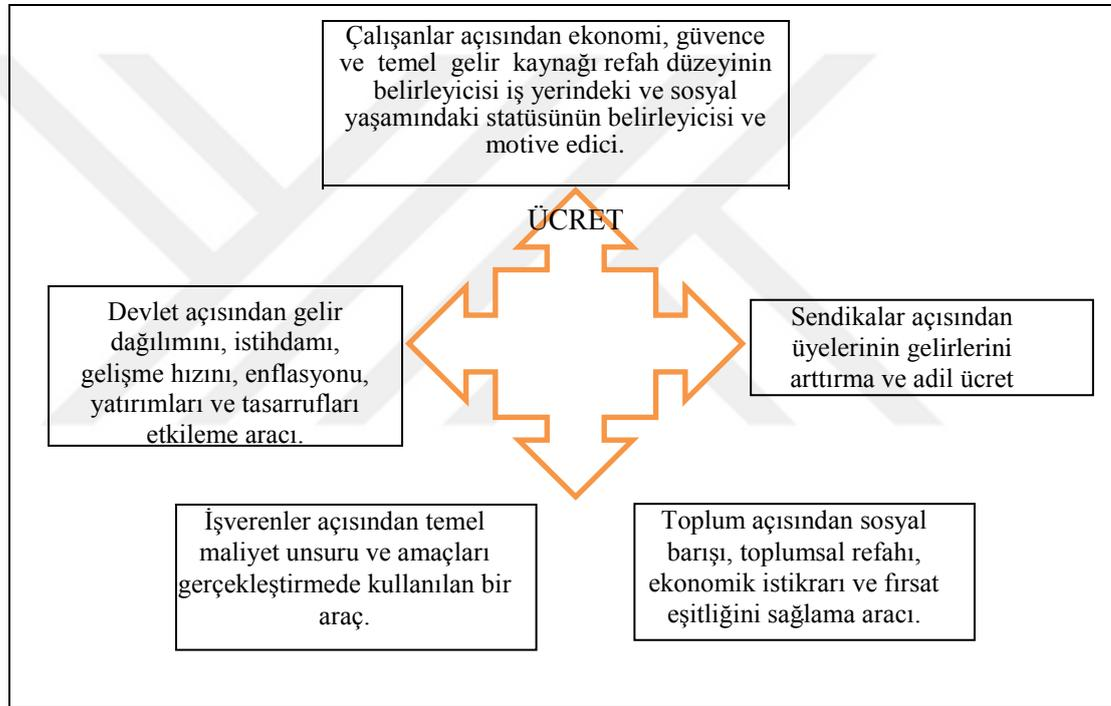 Çalışanlar açısından ekonomi, güvence
ve temel gelir kaynağı refah düzeyinin
belirleyicisi iş yerindeki ve sosyal
yaşamındaki statüsünün belirleyicisi ve
motive edici.
ÜCRET
Devlet açısından gelir
dağılımını, istihdamı,
gelişme hızını, enflasyonu,
yatırımları ve tasarrufları
etkileme aracı.
Sendikalar açısından
üyelerinin gelirlerini
arttırma ve adil ücret
İşverenler açısından temel
maliyet unsuru ve amaçları
gerçekleştirmede kullanılan bir
araç.
Toplum açısından sosyal
barışı, toplumsal refahı,
ekonomik istikrarı ve fırsat
eşitliğini sağlama aracı.